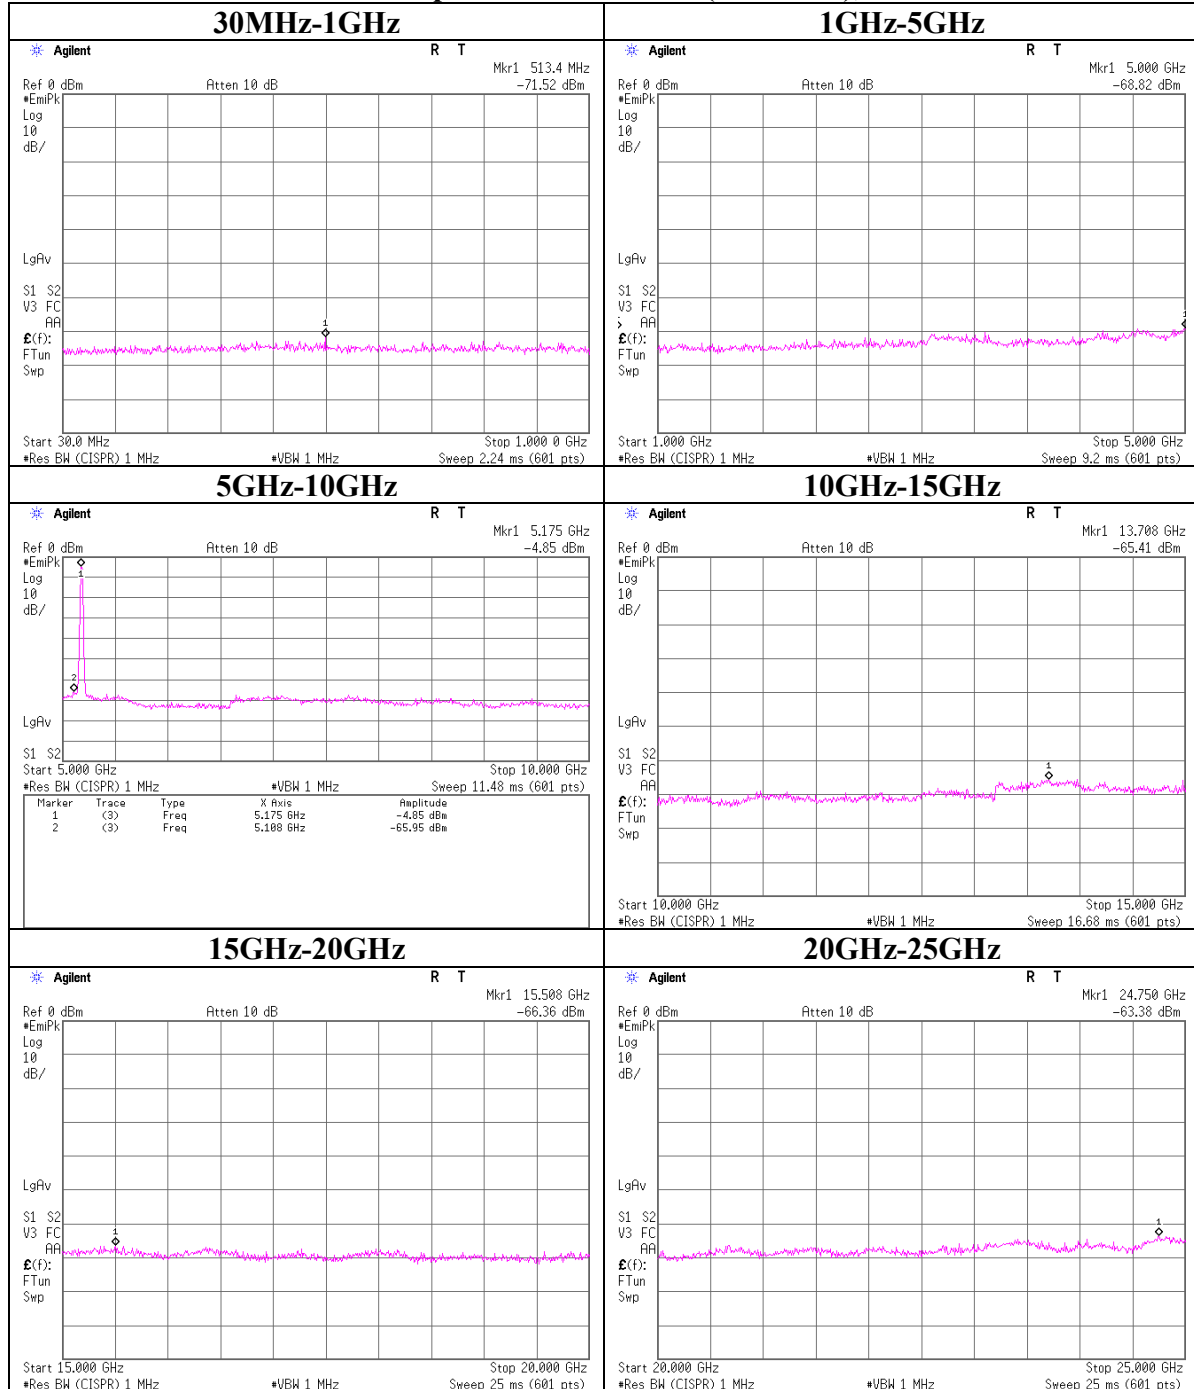 30MHz-1GHz
Agilent R T
Mkr1 513.4 MHz
Ref 0 dBm Atten 10 dB -71.52 dBm
#EmiPk
Log
10
dB/
LgAv
S1 S2
V3 FC
AA
£(f):
FTun
Swp
1
Start 30.0 MHz Stop 1.000 0 GHz
#Res BW (CISPR) 1 MHz #VBW 1 MHz Sweep 2.24 ms (601 pts)
1GHz-5GHz
Agilent R T
Mkr1 5.000 GHz
Ref 0 dBm Atten 10 dB -68.82 dBm
#EmiPk
Log
10
dB/
LgAv
S1 S2
V3 FC
AA
£(f):
FTun
Swp
1
Start 1.000 GHz Stop 5.000 GHz
#Res BW (CISPR) 1 MHz #VBW 1 MHz Sweep 9.2 ms (601 pts)
5GHz-10GHz
Agilent R T
Mkr1 5.175 GHz
Ref 0 dBm Atten 10 dB -4.85 dBm
#EmiPk
Log
10
dB/
1
2
LgAv
S1 S2
Start 5.000 GHz Stop 10.000 GHz
#Res BW (CISPR) 1 MHz #VBW 1 MHz Sweep 11.48 ms (601 pts)
Marker Trace Type X Axis Amplitude
1 (3) Freq 5.175 GHz -4.85 dBm
2 (3) Freq 5.108 GHz -65.95 dBm
10GHz-15GHz
Agilent R T
Mkr1 13.708 GHz
Ref 0 dBm Atten 10 dB -65.41 dBm
#EmiPk
Log
10
dB/
LgAv
S1 S2
V3 FC
AA
£(f):
FTun
Swp
1
Start 10.000 GHz Stop 15.000 GHz
#Res BW (CISPR) 1 MHz #VBW 1 MHz Sweep 16.68 ms (601 pts)
15GHz-20GHz
Agilent R T
Mkr1 15.508 GHz
Ref 0 dBm Atten 10 dB -66.36 dBm
#EmiPk
Log
10
dB/
LgAv
S1 S2
V3 FC
AA
£(f):
FTun
Swp
1
Start 15.000 GHz Stop 20.000 GHz
#Res BW (CISPR) 1 MHz #VBW 1 MHz Sweep 25 ms (601 pts)
20GHz-25GHz
Agilent R T
Mkr1 24.750 GHz
Ref 0 dBm Atten 10 dB -63.38 dBm
#EmiPk
Log
10
dB/
LgAv
S1 S2
V3 FC
AA
£(f):
FTun
Swp
1
Start 20.000 GHz Stop 25.000 GHz
#Res BW (CISPR) 1 MHz #VBW 1 MHz Sweep 25 ms (601 pts)